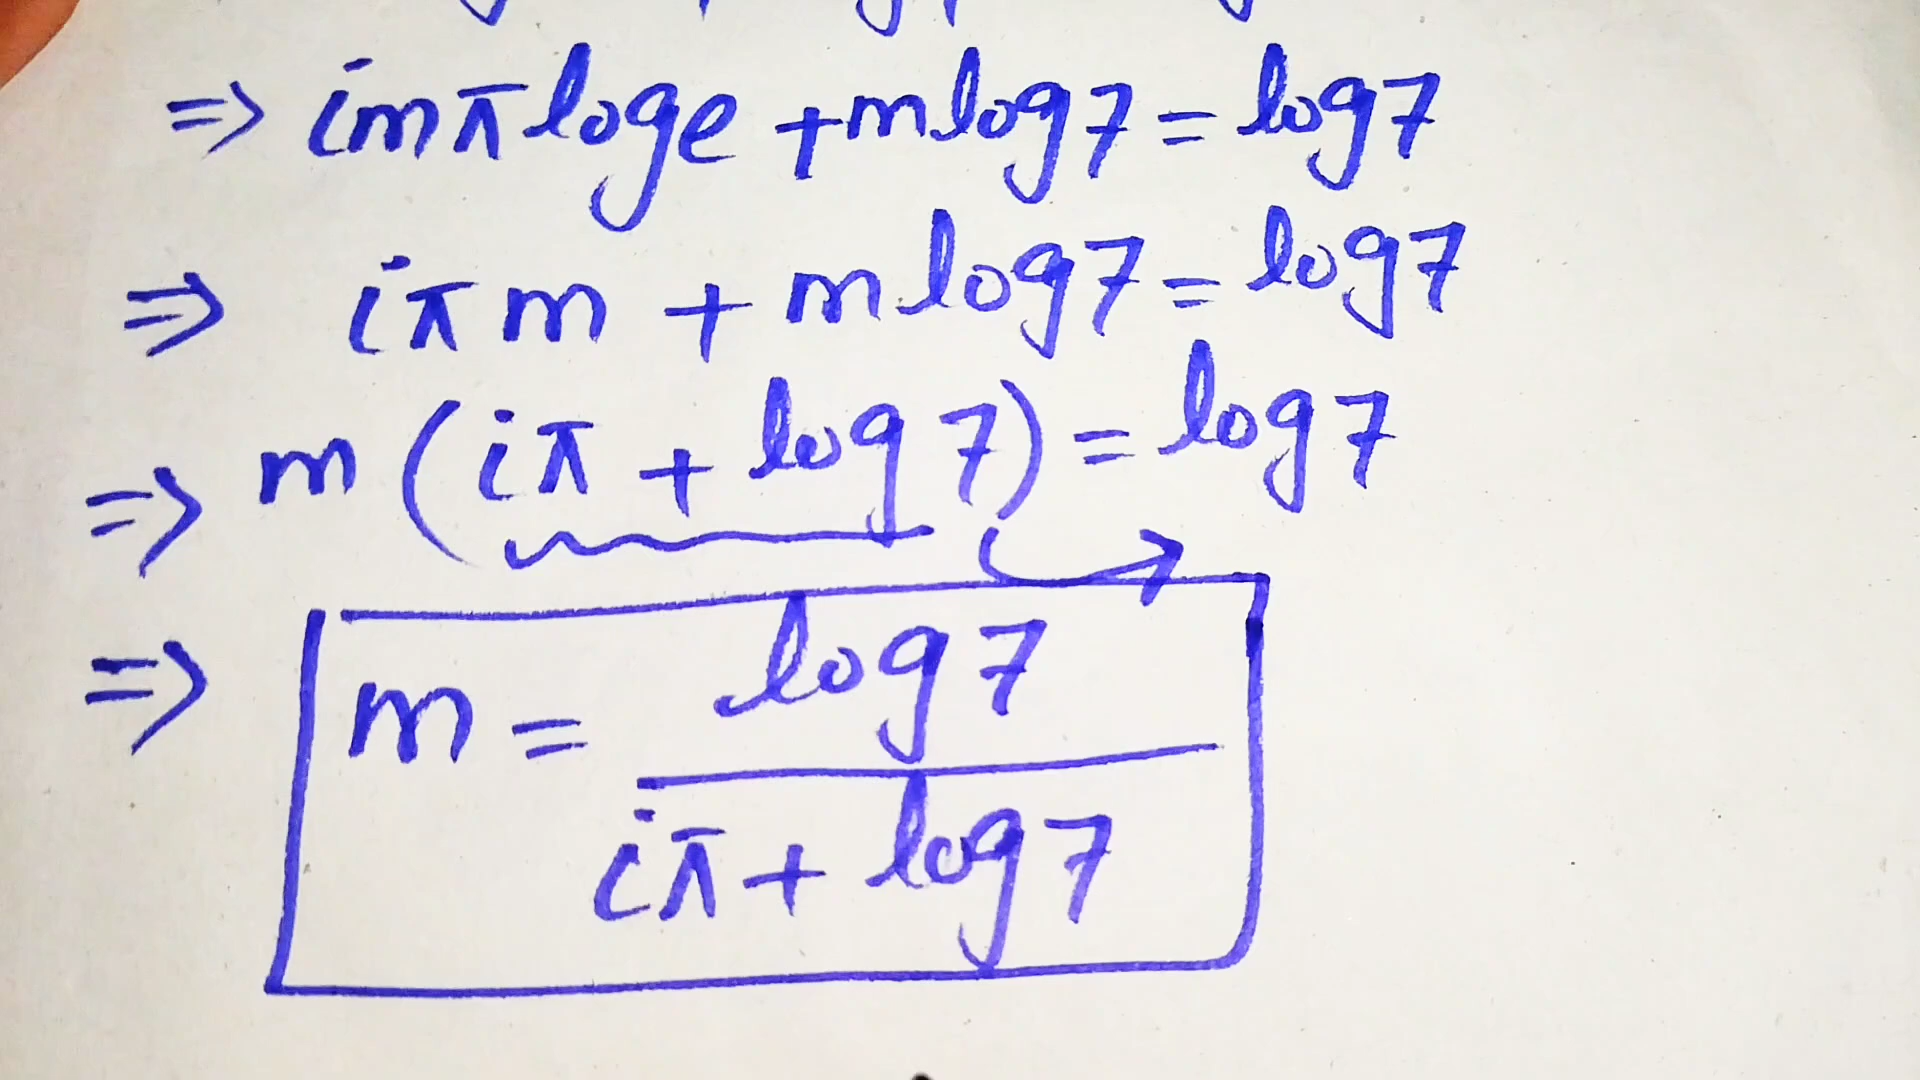 ⇒ imπ loge + mlog7 = log7
⇒ iπm + mlog7 = log7
⇒ m (iπ + log7) = log7
⇒ m = log7 / iπ + log7